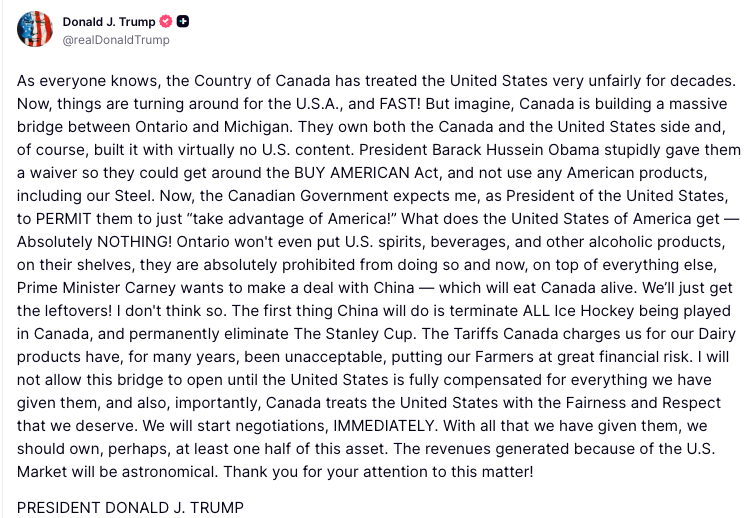 Donald J. Trump
@realDonaldTrump
As everyone knows, the Country of Canada has treated the United States very unfairly for decades.
Now, things are turning around for the U.S.A., and FAST! But imagine, Canada is building a massive
bridge between Ontario and Michigan. They own both the Canada and the United States side and,
of course, built it with virtually no U.S. content. President Barack Hussein Obama stupidly gave them
a waiver so they could get around the BUY AMERICAN Act, and not use any American products,
including our Steel. Now, the Canadian Government expects me, as President of the United States,
to PERMIT them to just “take advantage of America!” What does the United States of America get —
Absolutely NOTHING! Ontario won't even put U.S. spirits, beverages, and other alcoholic products,
on their shelves, they are absolutely prohibited from doing so and now, on top of everything else,
Prime Minister Carney wants to make a deal with China — which will eat Canada alive. We’ll just get
the leftovers! I don't think so. The first thing China will do is terminate ALL Ice Hockey being played
in Canada, and permanently eliminate The Stanley Cup. The Tariffs Canada charges us for our Dairy
products have, for many years, been unacceptable, putting our Farmers at great financial risk. I will
not allow this bridge to open until the United States is fully compensated for everything we have
given them, and also, importantly, Canada treats the United States with the Fairness and Respect
that we deserve. We will start negotiations, IMMEDIATELY. With all that we have given them, we
should own, perhaps, at least one half of this asset. The revenues generated because of the U.S.
Market will be astronomical. Thank you for your attention to this matter!
PRESIDENT DONALD J. TRUMP